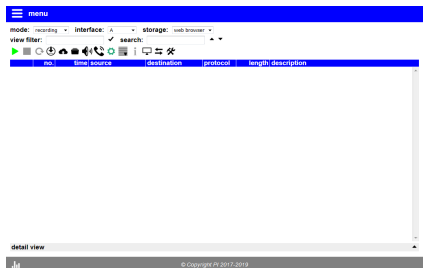 menu
mode: recording interface: A storage: web browser
view filter: search:
no. time source destination protocol length description
detail view
© Copyright PI 2017-2019